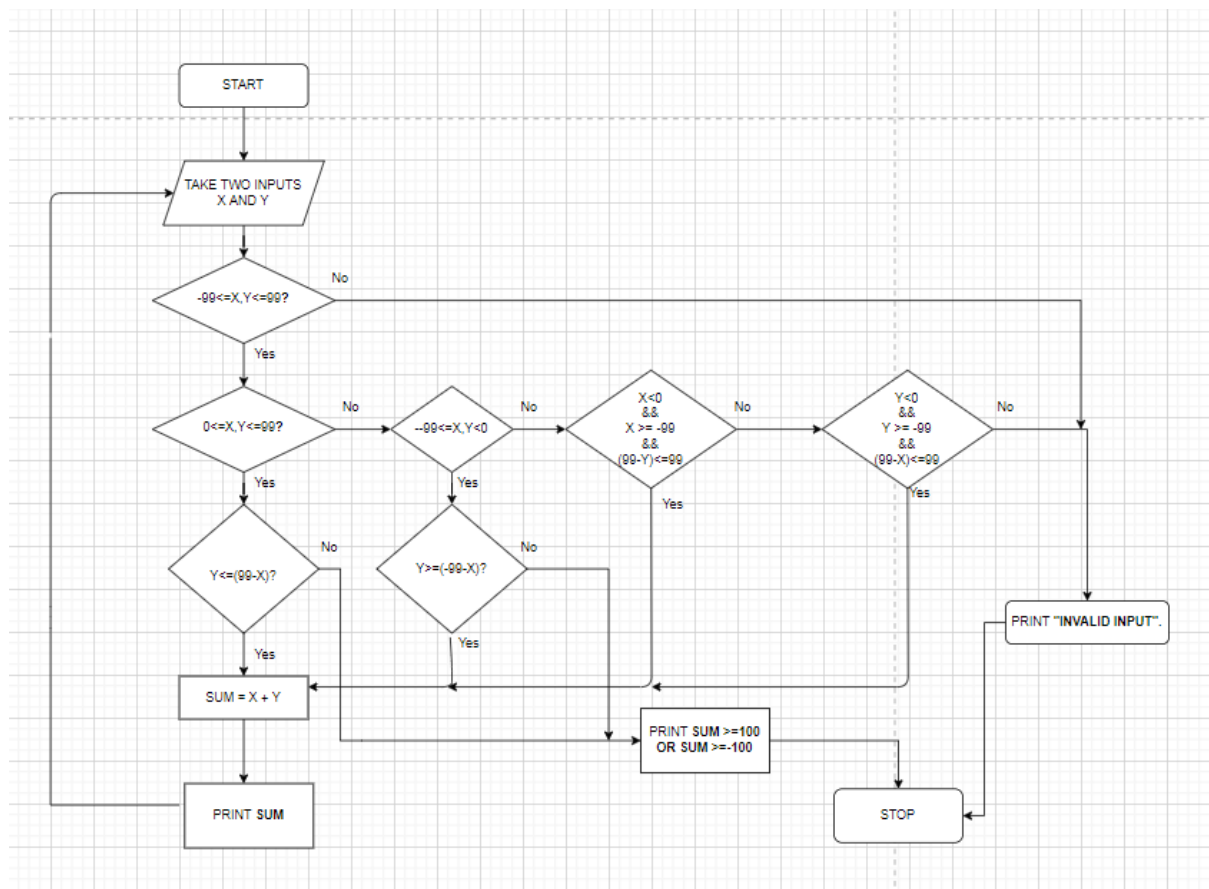 START
TAKE TWO INPUTS
X AND Y
No
-99<=X,Y<=99?
Yes
0<=X,Y<=99?
No
--99<=X,Y<0
No
X<0
&&
X >= -99
&&
(99-Y)<=99
No
Y<0
&&
Y >= -99
&&
(99-X)<=99
No
Yes
Yes
Yes
Yes
Y<=(99-X)?
No
Y>=(-99-X)?
No
PRINT "INVALID INPUT".
Yes
Yes
SUM = X + Y
PRINT SUM >=100
OR SUM >=-100
PRINT SUM
STOP